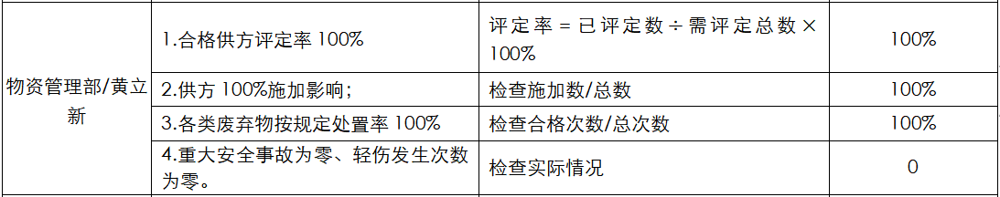 物资管理部/黄立
新
1.合格供方评定率 100%
评定率=已评定数÷需评定总数×
100%
100%
2.供方 100%施加影响；
检查施加数/总数
100%
3.各类废弃物按规定处置率 100%
检查合格次数/总次数
100%
4.重大安全事故为零、轻伤发生次数
为零。
检查实际情况
0